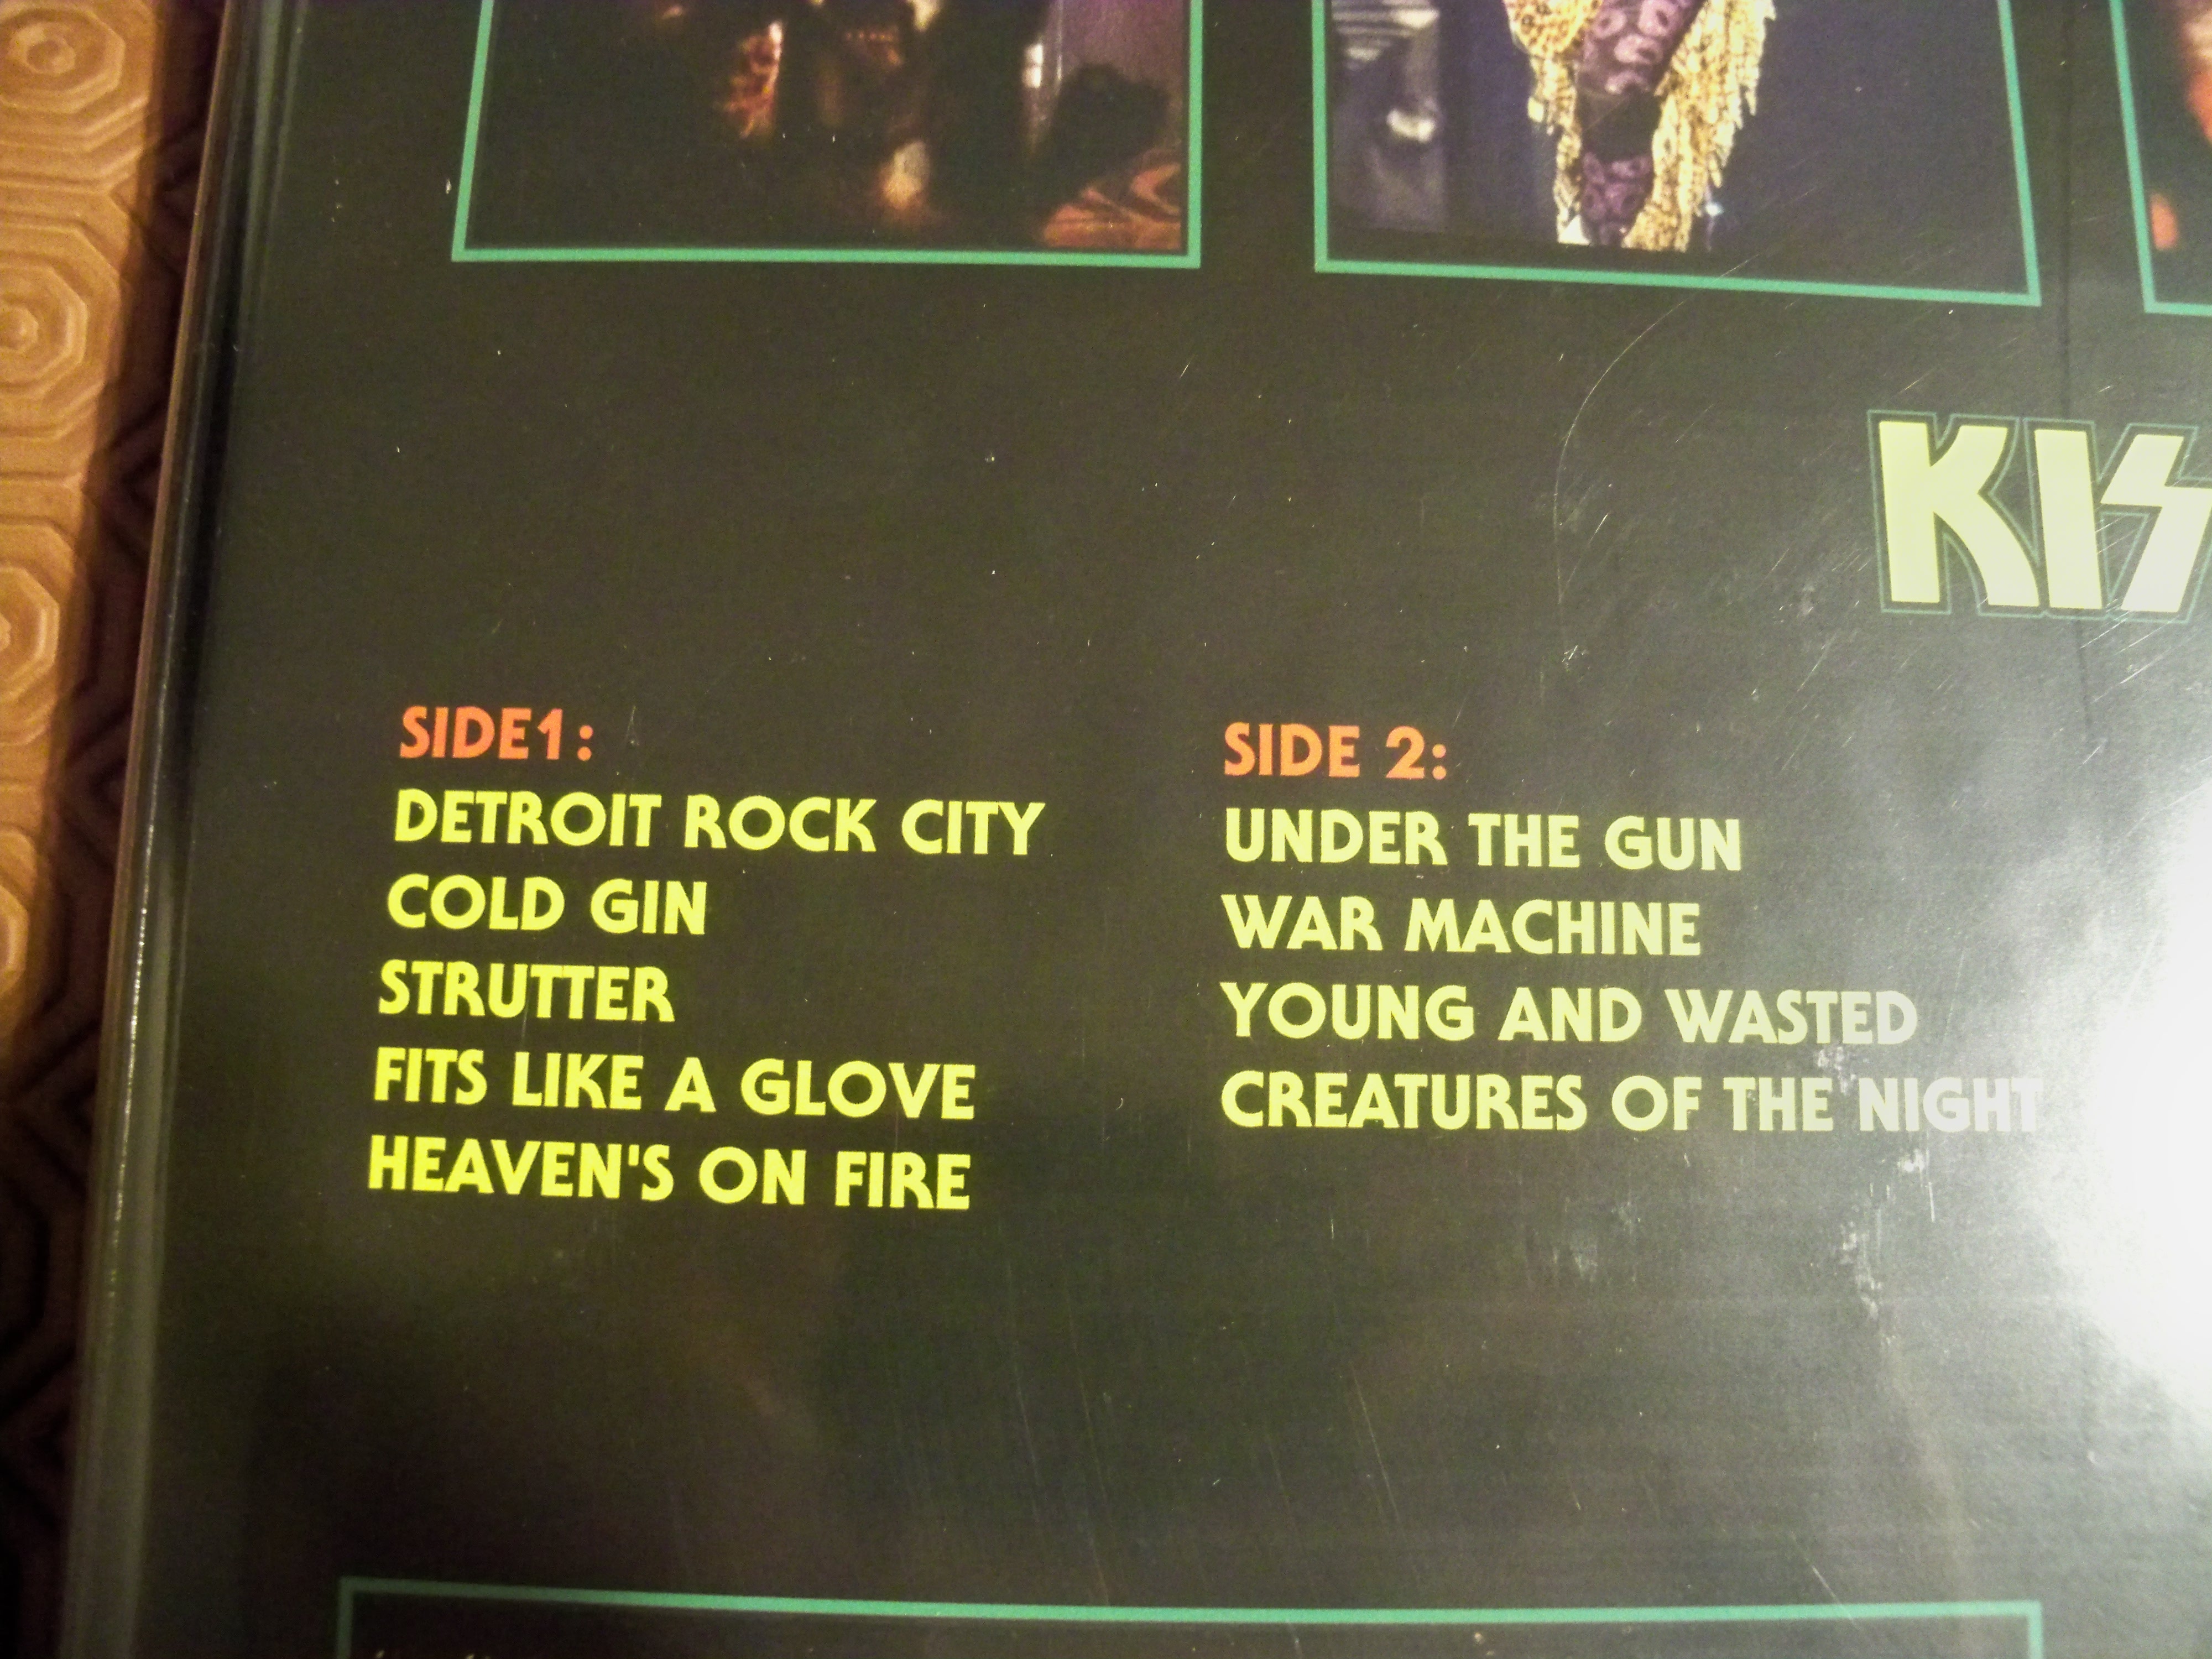 KIS
SIDE1:
DETROIT ROCK CITY
COLD GIN
STRUTTER
FITS LIKE A GLOVE
HEAVEN'S ON FIRE
SIDE 2:
UNDER THE GUN
WAR MACHINE
YOUNG AND WASTED
CREATURES OF THE NIGHT